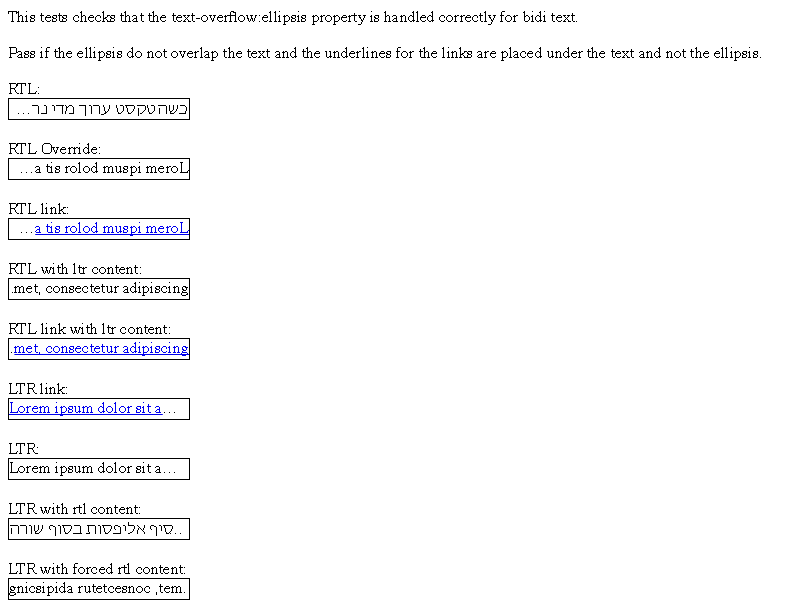 This tests checks that the text-overflow:ellipsis property is handled correctly for bidi text.
Pass if the ellipsis do not overlap the text and the underlines for the links are placed under the text and not the ellipsis.
RTL:
כשהטקסט ערוך מדי נר...
RTL Override:
...a tis rolod muspi meroL
RTL link:
...a tis rolod muspi meroL
RTL with ltr content:
.met, consectetur adipiscing
RTL link with ltr content:
.met, consectetur adipiscing
LTR link:
Lorem ipsum dolor sit a...
LTR:
Lorem ipsum dolor sit a...
LTR with rtl content:
..סיף אליפסות בסוף שורה
LTR with forced rtl content:
gnicsipida rutetcesnoc ,tem.